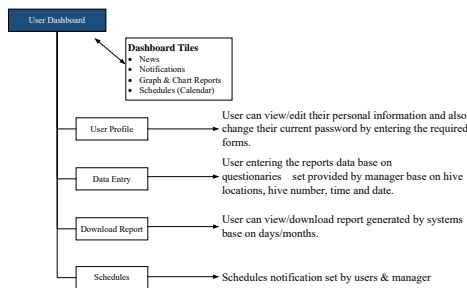 User Dashboard
Dashboard Tiles
• News
• Notifications
• Graph & Chart Reports
• Schedules (Calendar)
User Profile
User can view/edit their personal information and also
change their current password by entering the required
forms.
Data Entry
User entering the reports data base on
questionaries set provided by manager base on hive
locations, hive number, time and date.
Download Report
User can view/download report generated by systems
base on days/months.
Schedules
Schedules notification set by users & manager